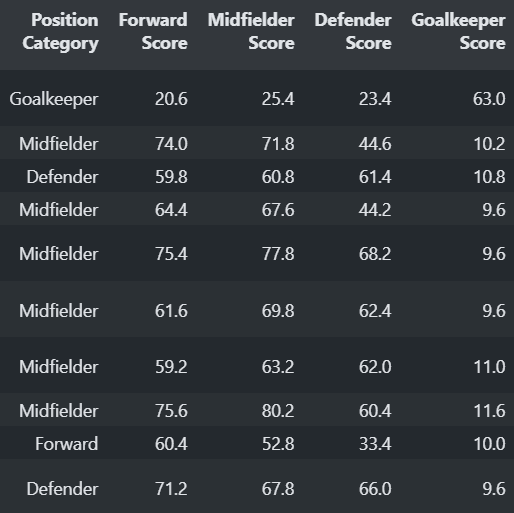 Position Category Forward Score Midfielder Score Defender Score Goalkeeper Score
Goalkeeper 20.6 25.4 23.4 63.0
Midfielder 74.0 71.8 44.6 10.2
Defender 59.8 60.8 61.4 10.8
Midfielder 64.4 67.6 44.2 9.6
Midfielder 75.4 77.8 68.2 9.6
Midfielder 61.6 69.8 62.4 9.6
Midfielder 59.2 63.2 62.0 11.0
Midfielder 75.6 80.2 60.4 11.6
Forward 60.4 52.8 33.4 10.0
Defender 71.2 67.8 66.0 9.6